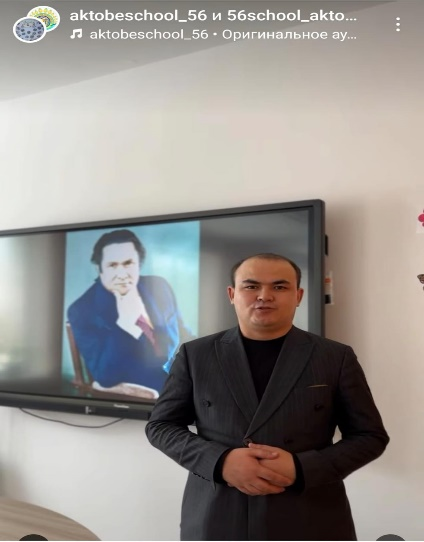 aktobeschool_56 и 56school_akto...
aktobeschool_56 • Оригинальное ау...